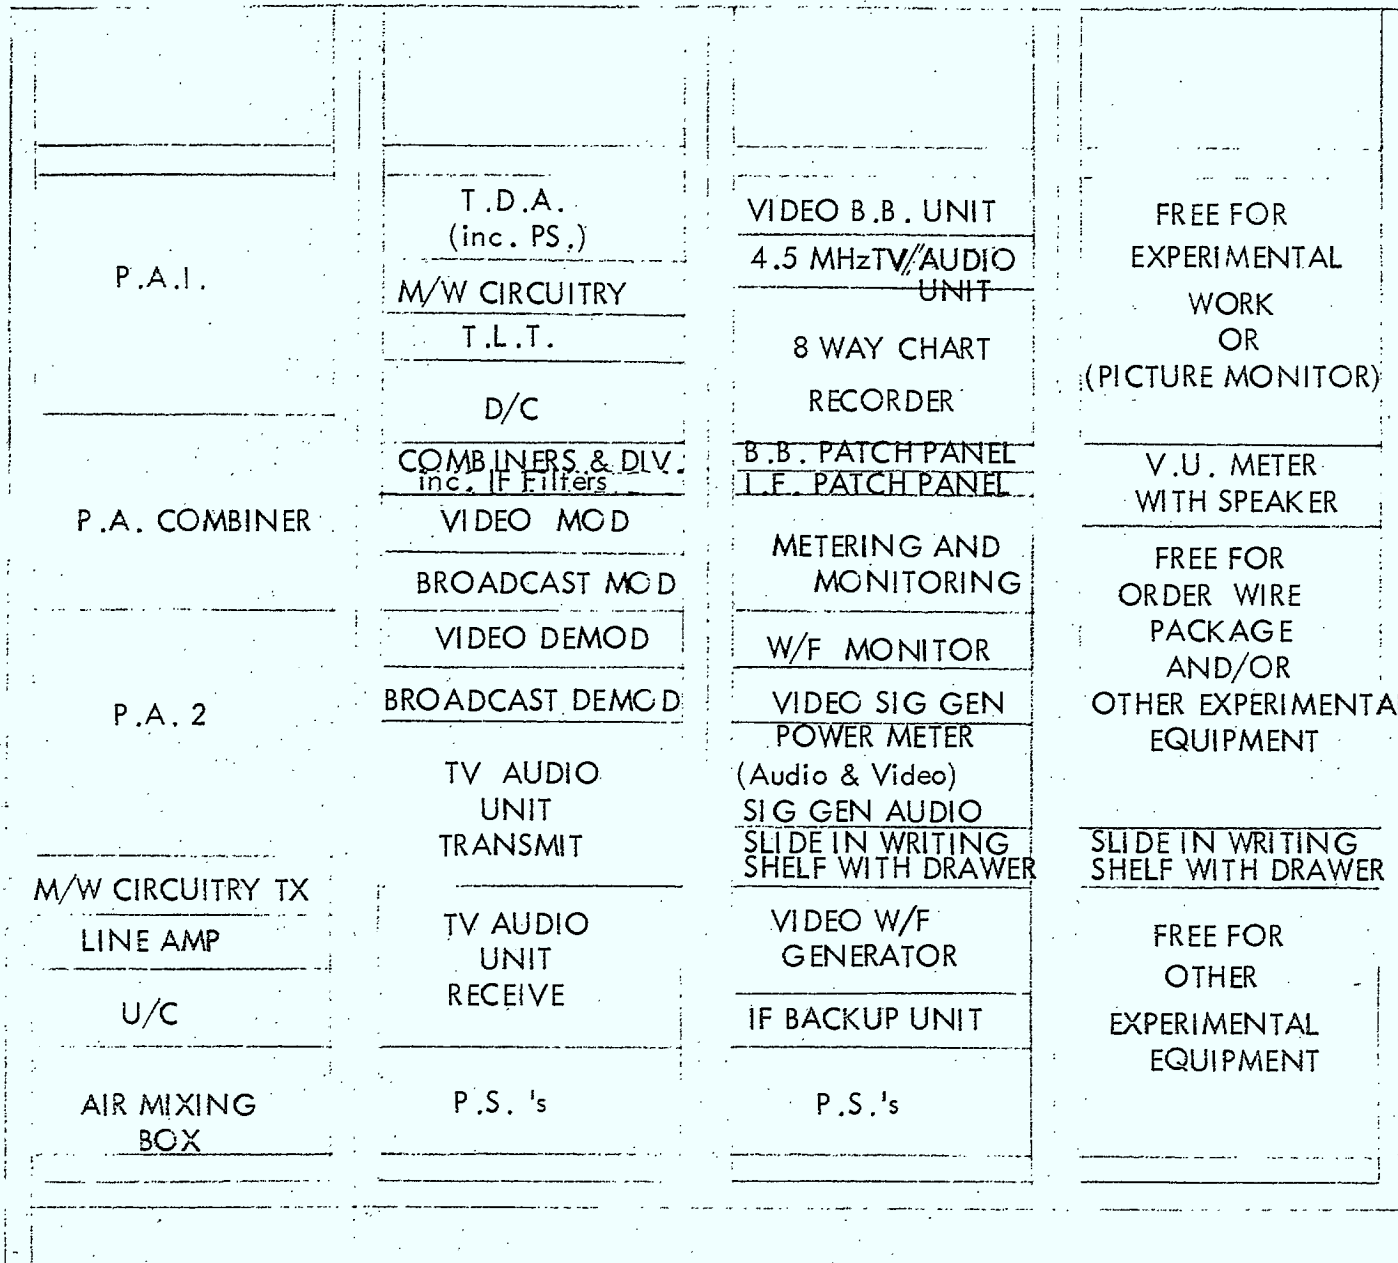 P.A.1.
P.A. COMBINER
P.A. 2
M/W CIRCUITRY TX
LINE AMP
U/C
AIR MIXING
BOX
T.D.A.
(inc. PS.)
M/W CIRCUITRY
T.L.T.
D/C
COMBINERS & DIV.
inc. IF Filters
VIDEO MOD
BROADCAST MOD
VIDEO DEMOD
BROADCAST DEMOD
TV AUDIO
UNIT
TRANSMIT
TV AUDIO
UNIT
RECEIVE
P.S. 's
VIDEO B.B. UNIT
4.5 MHzTV//AUDIO
UNIT
8 WAY CHART
RECORDER
B.B. PATCH PANEL
I.F. PATCH PANEL
METERING AND
MONITORING
W/F MONITOR
VIDEO SIG GEN
POWER METER
(Audio & Video)
SIG GEN AUDIO
SLIDE IN WRITING
SHELF WITH DRAWER
VIDEO W/F
GENERATOR
IF BACKUP UNIT
P.S.'s
FREE FOR
EXPERIMENTAL
WORK
OR
(PICTURE MONITOR)
V.U. METER
WITH SPEAKER
FREE FOR
ORDER WIRE
PACKAGE
AND/OR
OTHER EXPERIMENTA
EQUIPMENT
SLIDE IN WRITING
SHELF WITH DRAWER
FREE FOR
OTHER
EXPERIMENTAL
EQUIPMENT